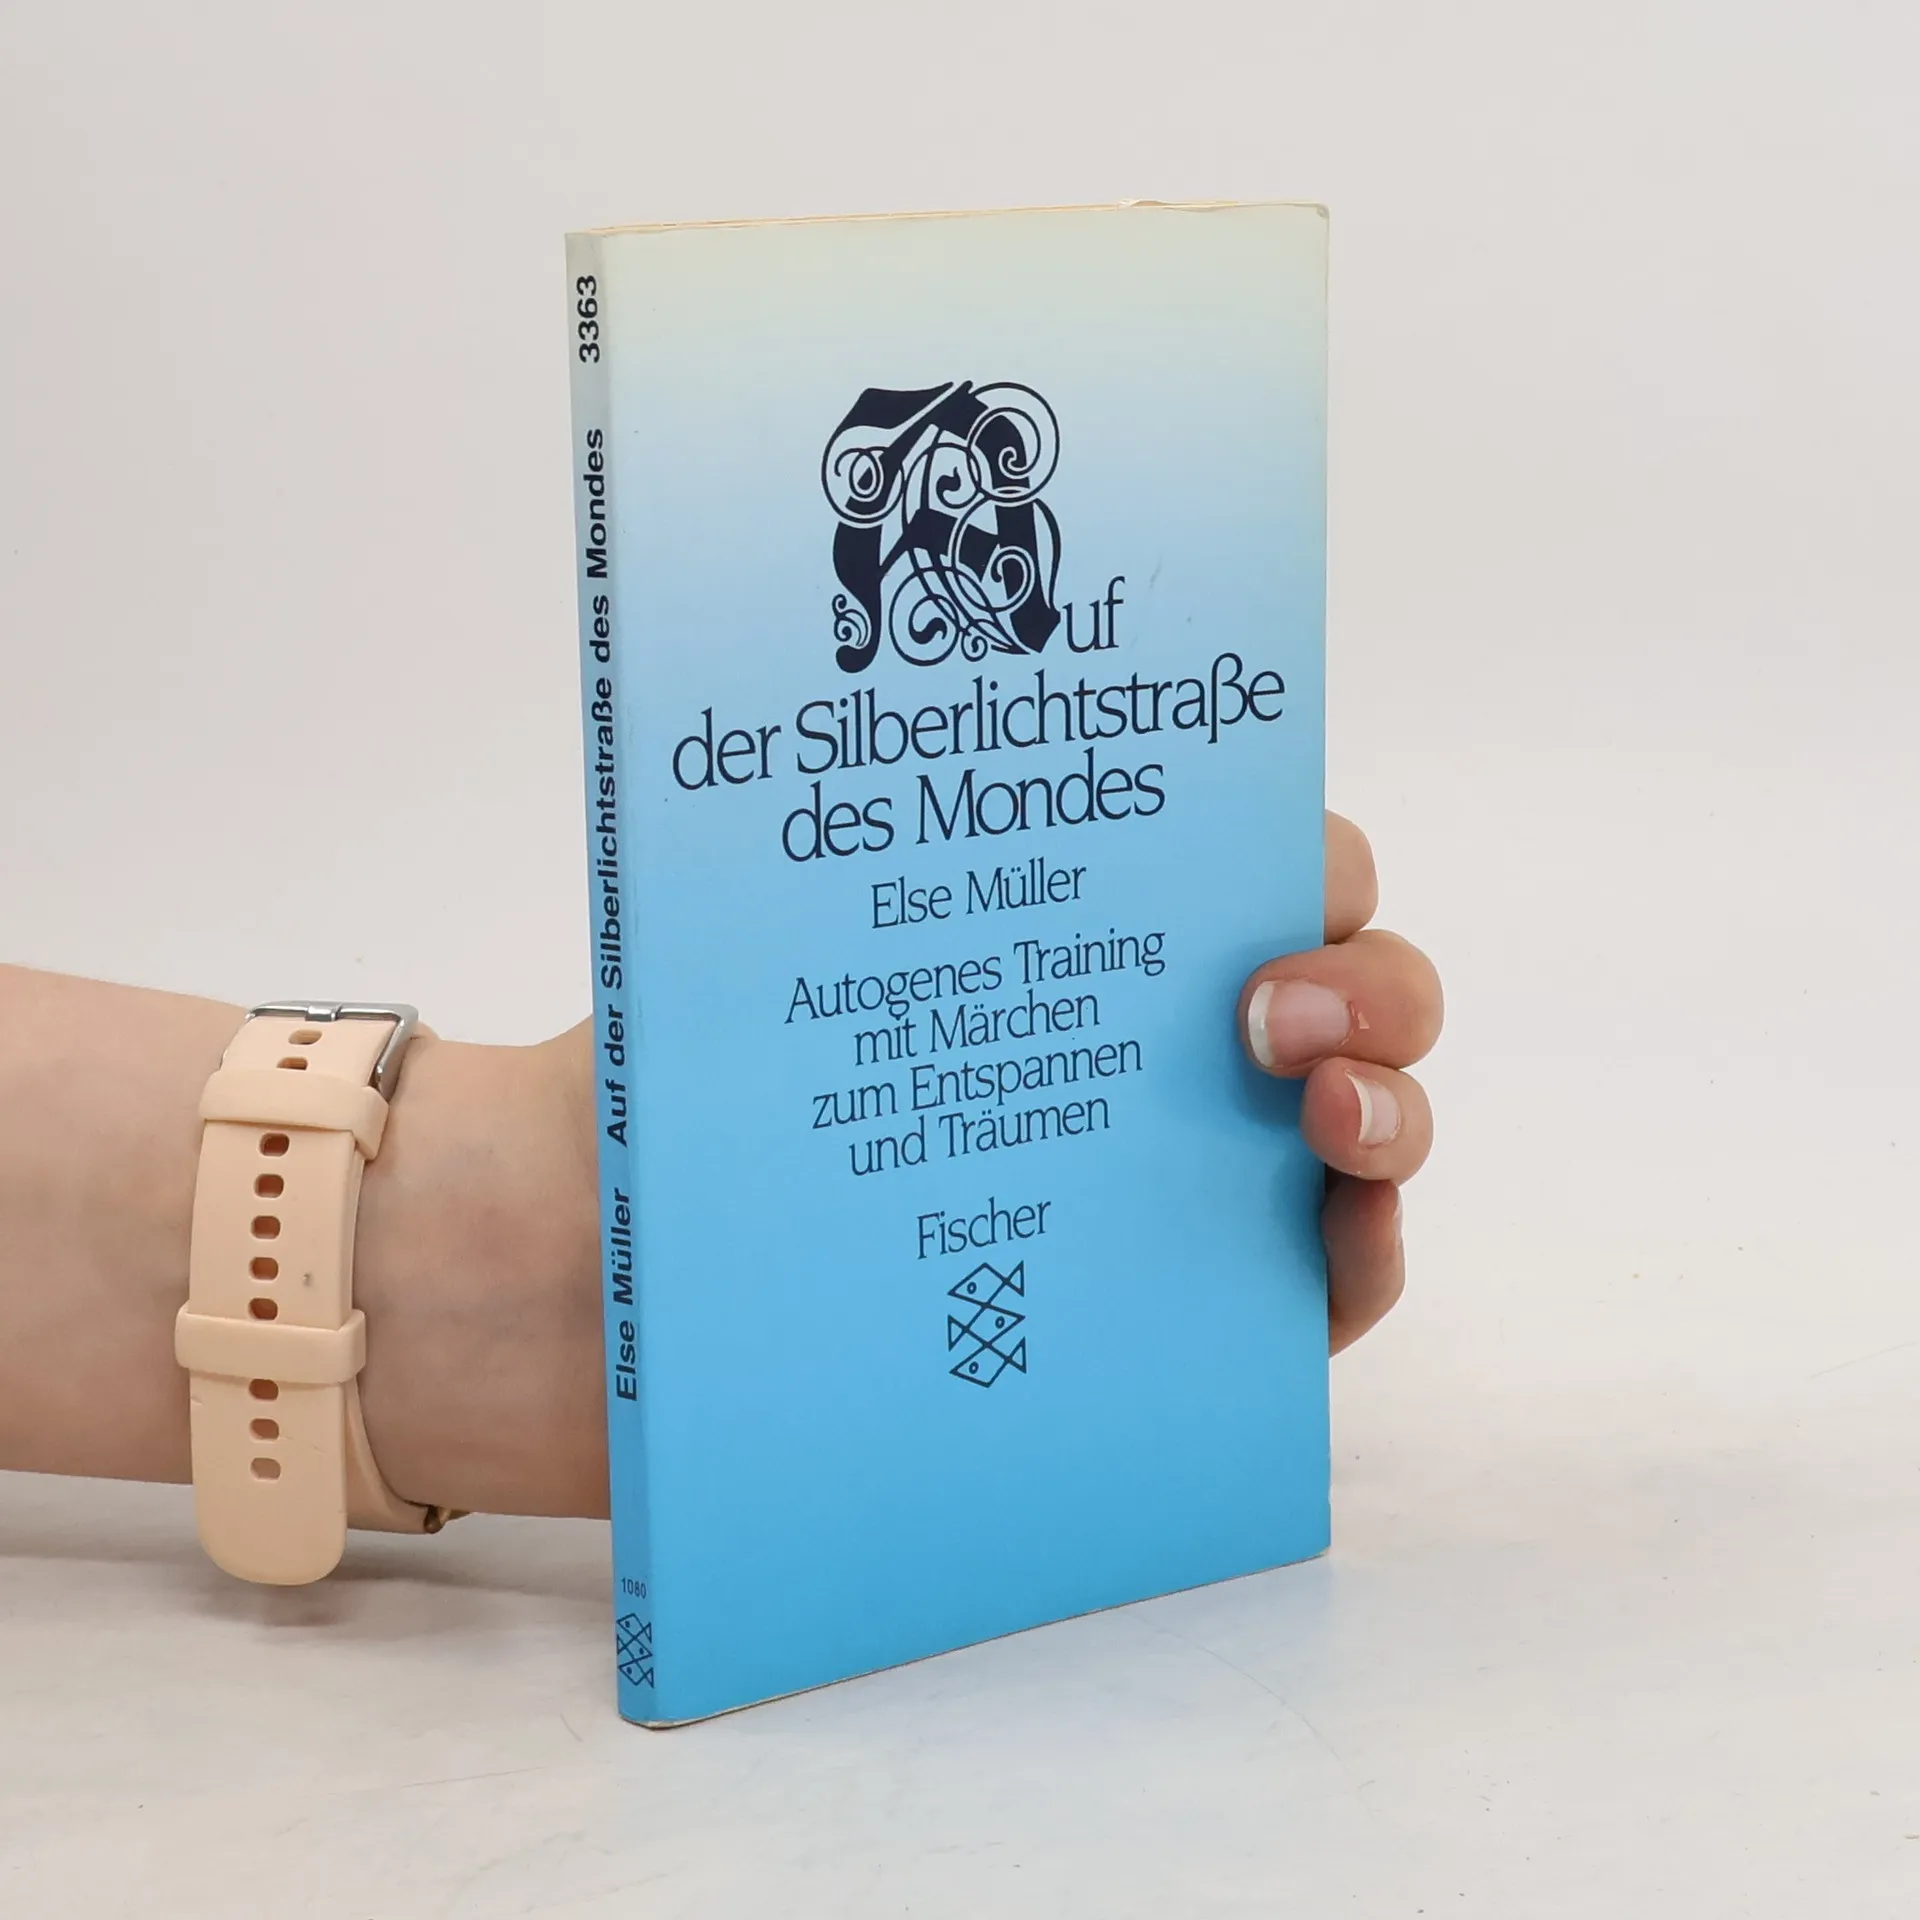 Auf
der Silberlichtstraße
des Mondes
Else Müller
Autogenes Training
mit Märchen
zum Entspannen
und Träumen
Fischer
Else Müller Auf der Silberlichtstraße des Mondes 3363
1080